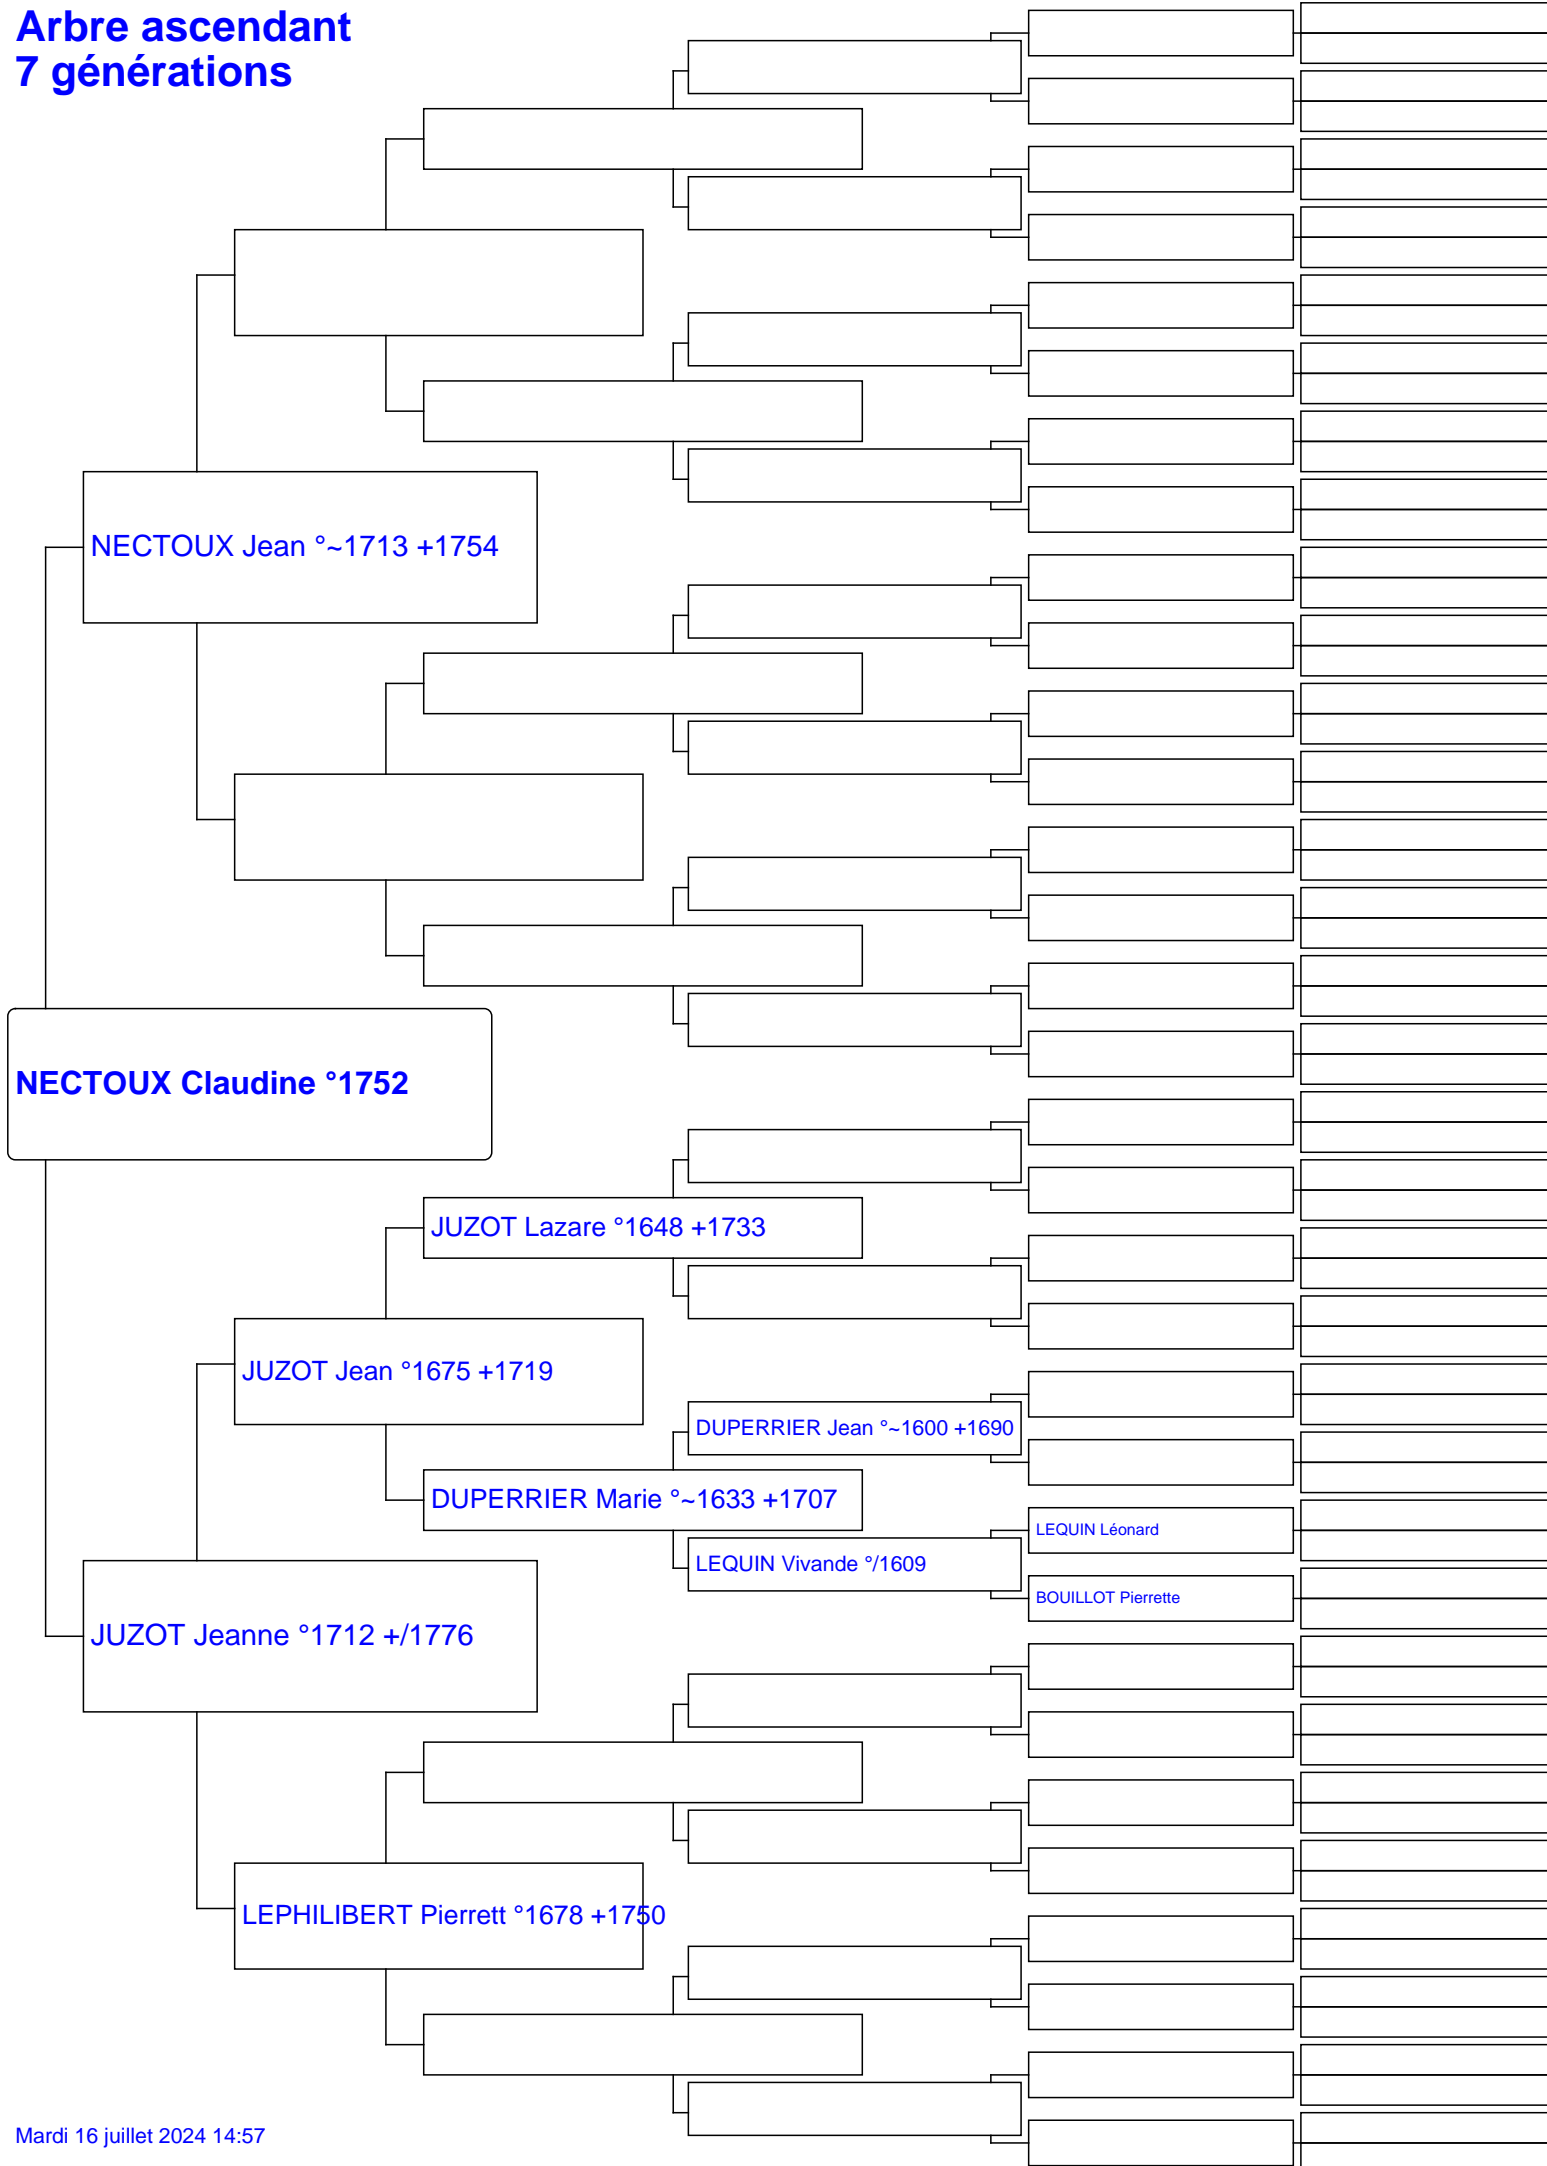 Arbre ascendant
7 générations
NECTOUX Jean °~1713 +1754
NECTOUX Claudine °1752
JUZOT Lazare °1648 +1733
JUZOT Jean °1675 +1719
DUPERRIER Jean °~1600 +1690
DUPERRIER Marie °~1633 +1707
LEQUIN Léonard
LEQUIN Vivande °/1609
BOUILLOT Pierrette
JUZOT Jeanne °1712 +/1776
LEPHILIBERT Pierrett °1678 +1750
Mardi 16 juillet 2024 14:57